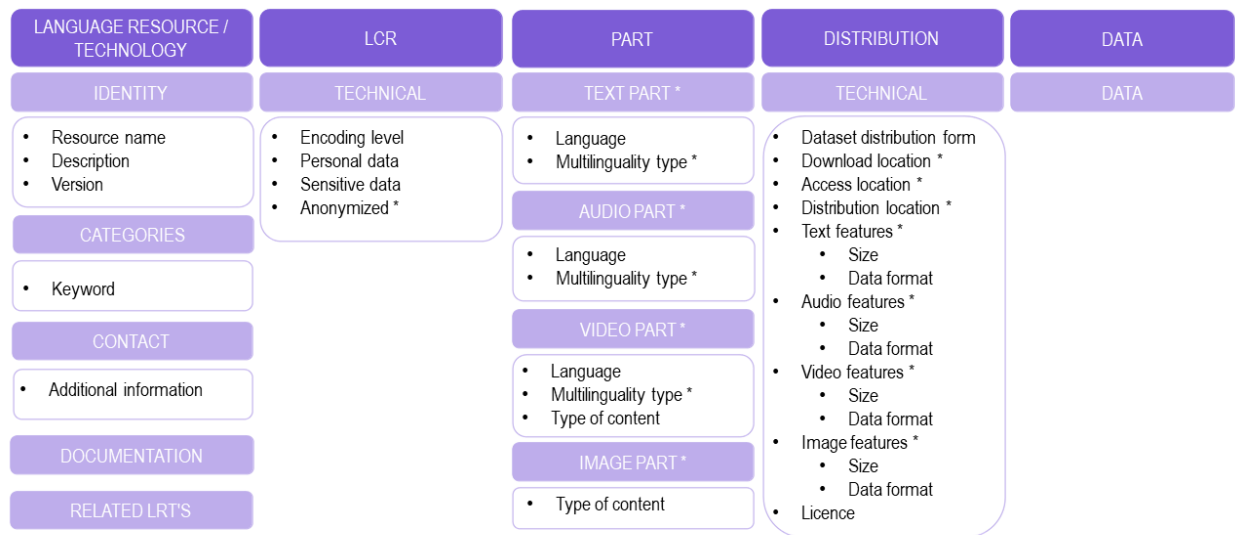 LANGUAGE RESOURCE /
TECHNOLOGY
IDENTITY
• Resource name
• Description
• Version
CATEGORIES
• Keyword
CONTACT
• Additional information
DOCUMENTATION
RELATED LRT'S
LCR
TECHNICAL
• Encoding level
• Personal data
• Sensitive data
• Anonymized *
PART
TEXT PART *
• Language
• Multilinguality type *
AUDIO PART *
• Language
• Multilinguality type *
VIDEO PART *
• Language
• Multilinguality type *
• Type of content
IMAGE PART *
• Type of content
DISTRIBUTION
TECHNICAL
• Dataset distribution form
• Download location *
• Access location *
• Distribution location *
• Text features *
• Size
• Data format
• Audio features *
• Size
• Data format
• Video features *
• Size
• Data format
• Image features *
• Size
• Data format
• Licence
DATA
DATA